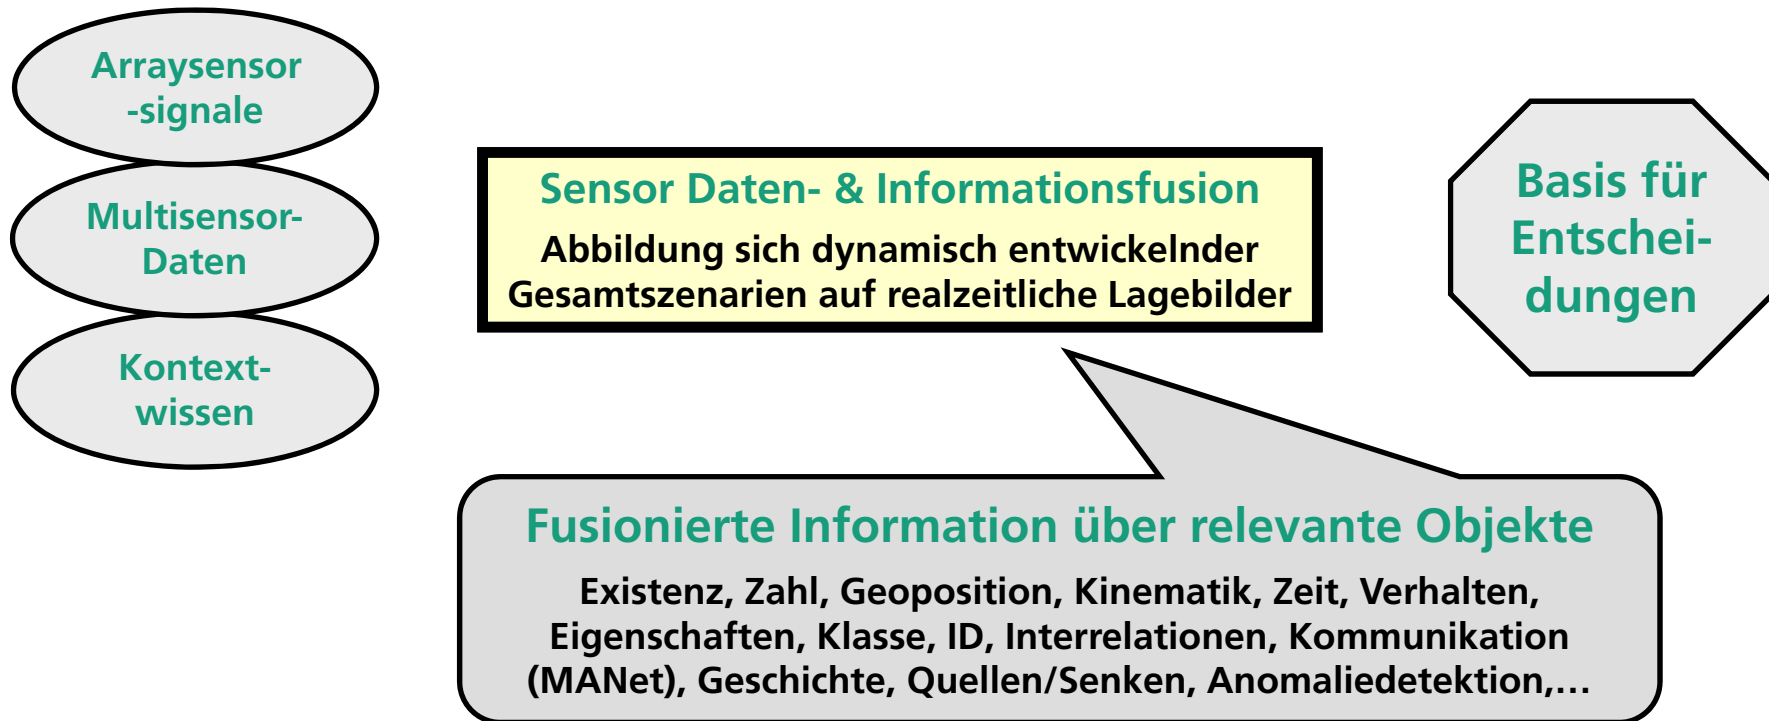 Arraysensor
-signale
Multisensor-
Daten
Kontext-
wissen
Sensor Daten- & Informationsfusion
Abbildung sich dynamisch entwickelnder
Gesamtszenarien auf realzeitliche Lagebilder
Basis für
Entschei-
dungen
Fusionierte Information über relevante Objekte
Existenz, Zahl, Geoposition, Kinematik, Zeit, Verhalten,
Eigenschaften, Klasse, ID, Interrelationen, Kommunikation
(MANet), Geschichte, Quellen/Senken, Anomaliedetektion,…